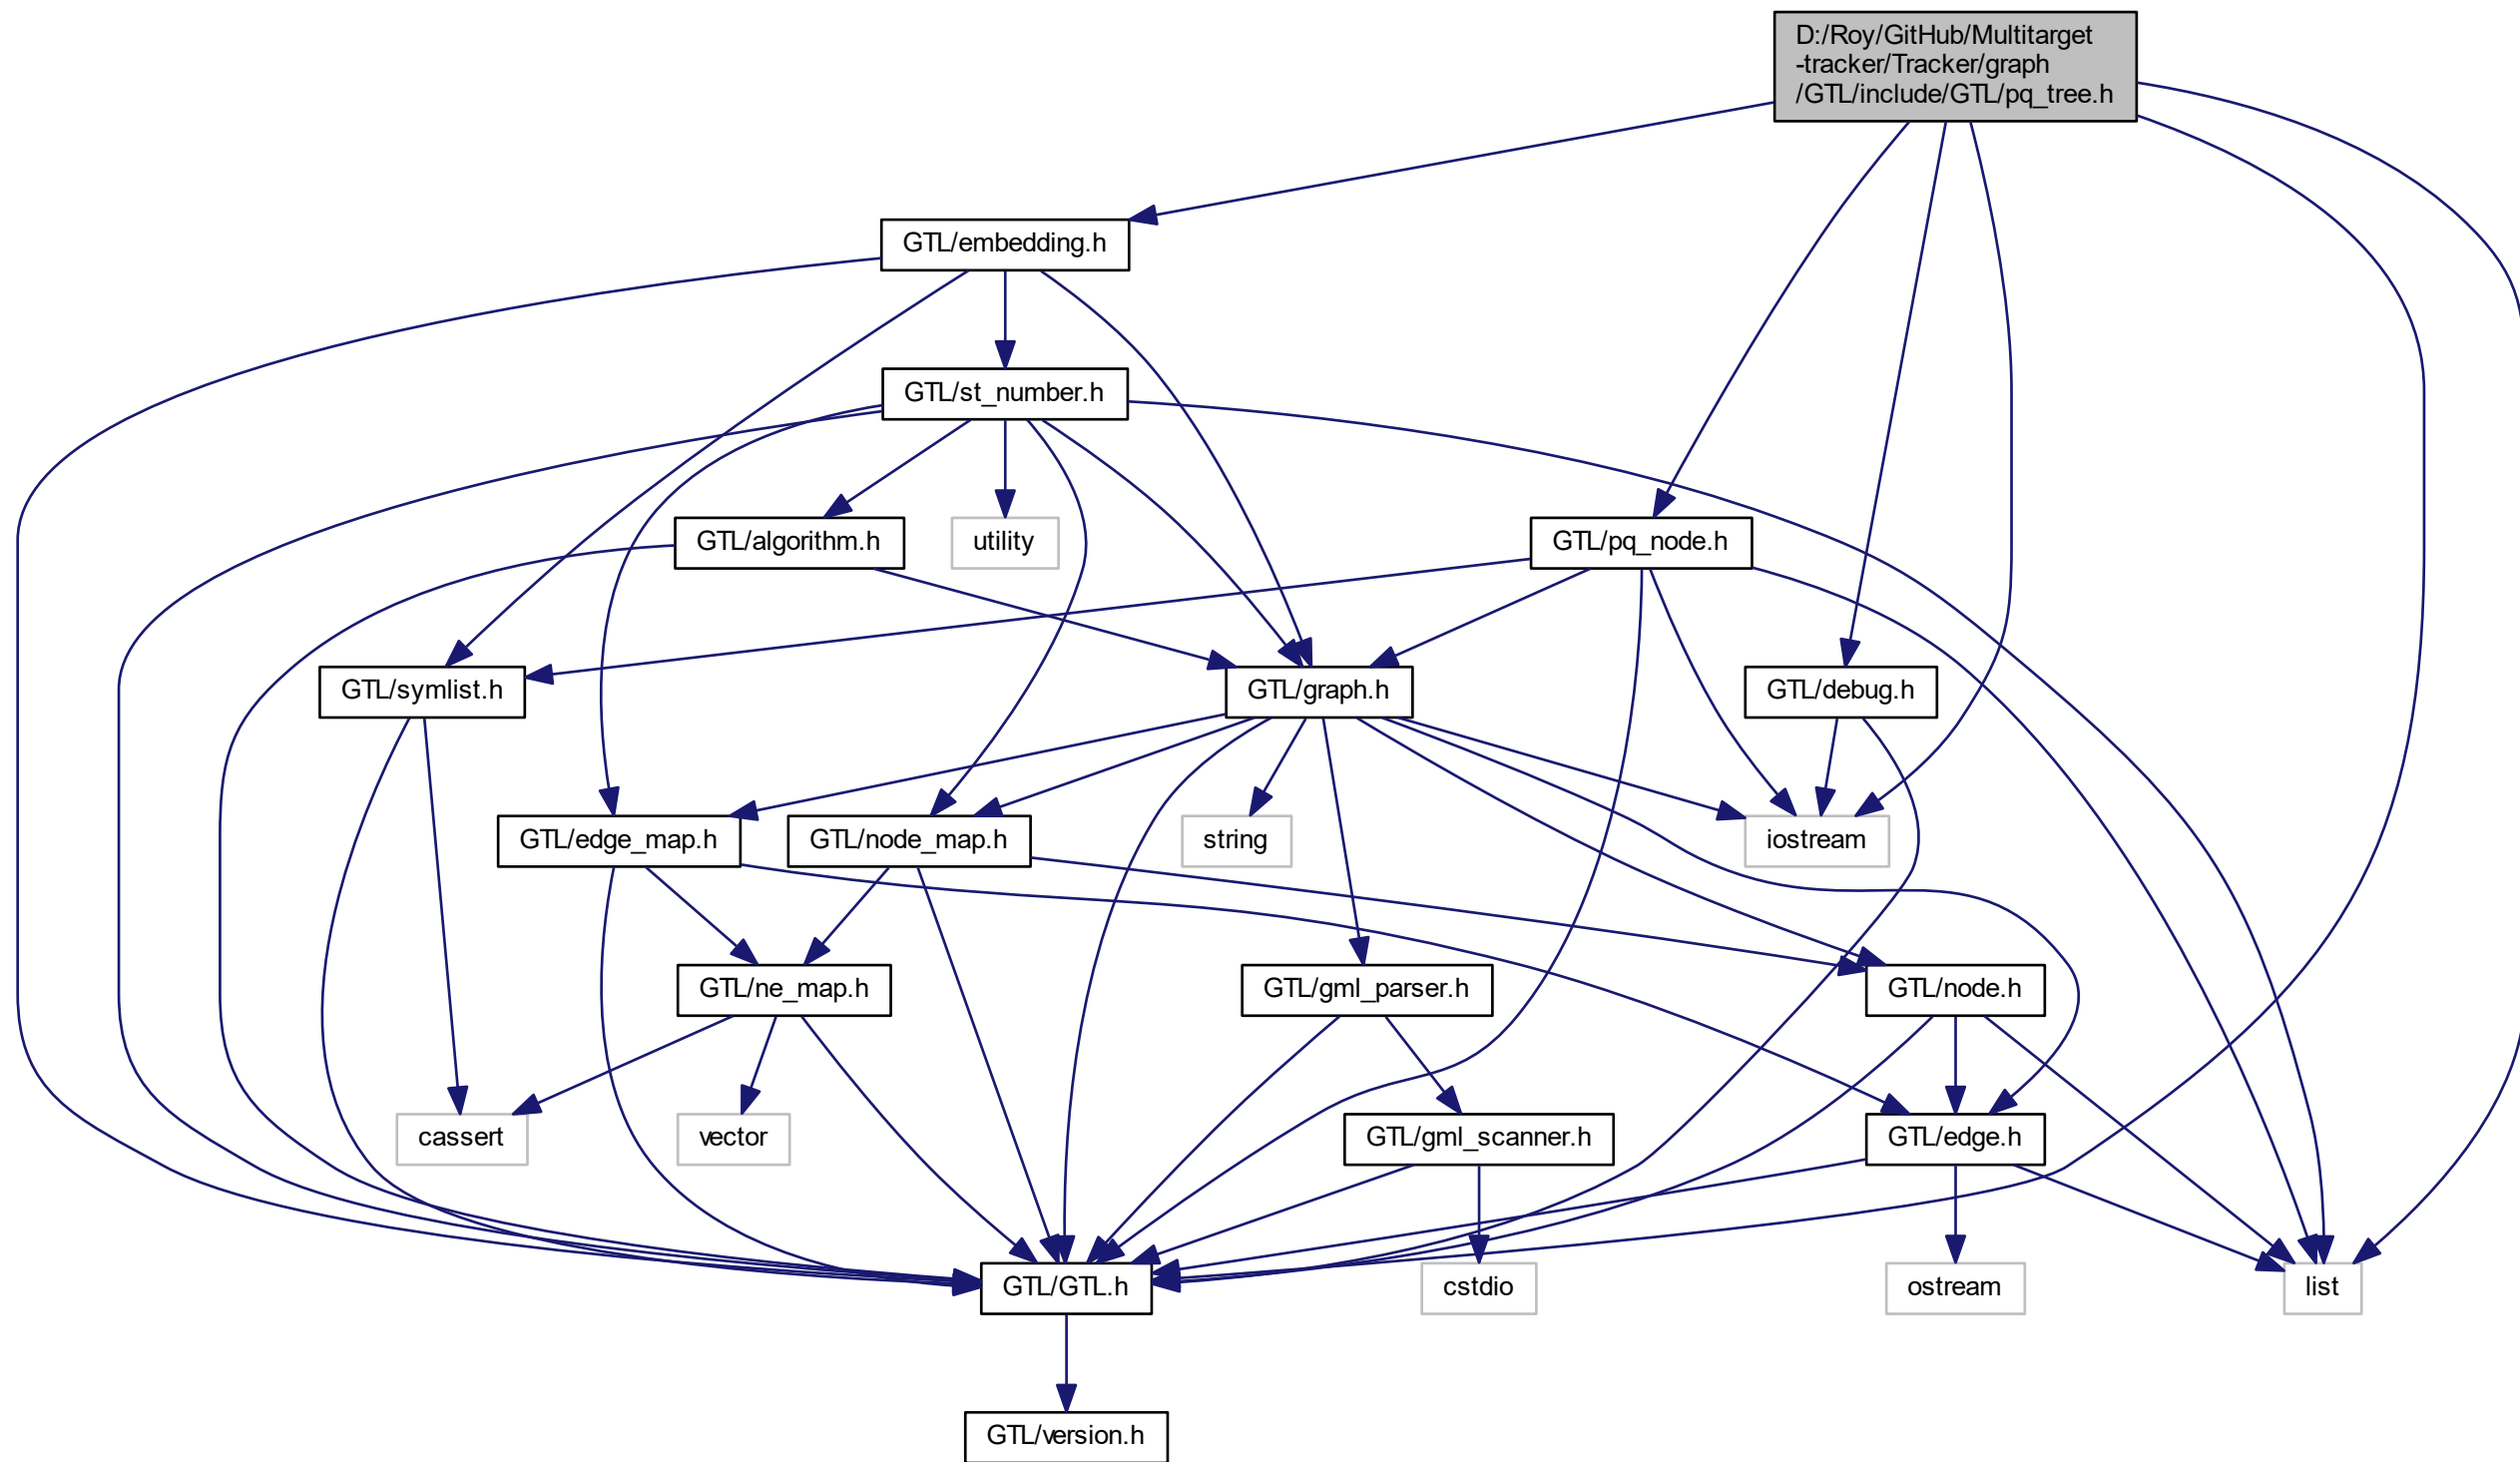 D:/Roy/GitHub/Multitarget
-tracker/Tracker/graph
/GTL/include/GTL/pq_tree.h
GTL/embedding.h
GTL/st_number.h
GTL/algorithm.h
utility
GTL/pq_node.h
GTL/symlist.h
GTL/graph.h
GTL/debug.h
GTL/edge_map.h
GTL/node_map.h
string
iostream
GTL/ne_map.h
GTL/gml_parser.h
GTL/node.h
cassert
vector
GTL/gml_scanner.h
GTL/edge.h
GTL/GTL.h
cstdio
ostream
list
GTL/version.h